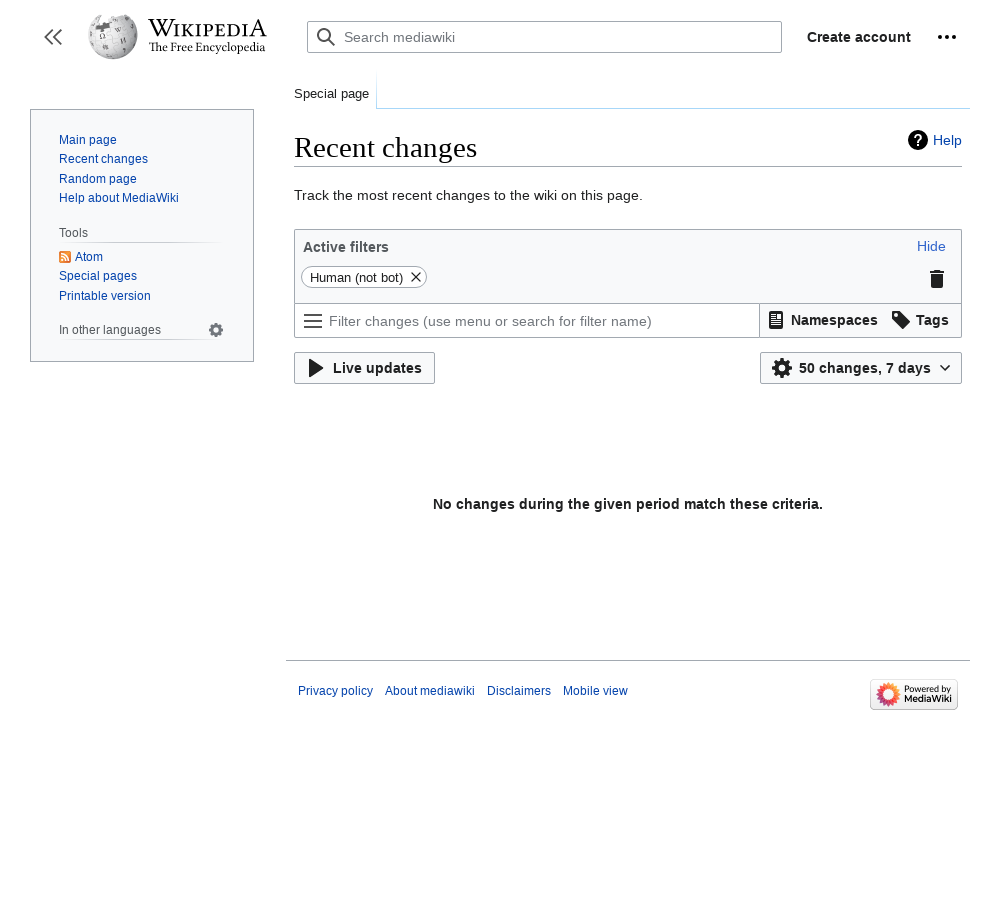 WIKIPEDIA
The Free Encyclopedia
Search mediawiki
Create account
Special page
Main page
Recent changes
Random page
Help about MediaWiki
Tools
Atom
Special pages
Printable version
In other languages
Recent changes
Help
Track the most recent changes to the wiki on this page.
Active filters
Hide
Human (not bot)
Filter changes (use menu or search for filter name)
Namespaces
Tags
Live updates
50 changes, 7 days
No changes during the given period match these criteria.
Privacy policy About mediawiki Disclaimers Mobile view
Powered by
MediaWiki